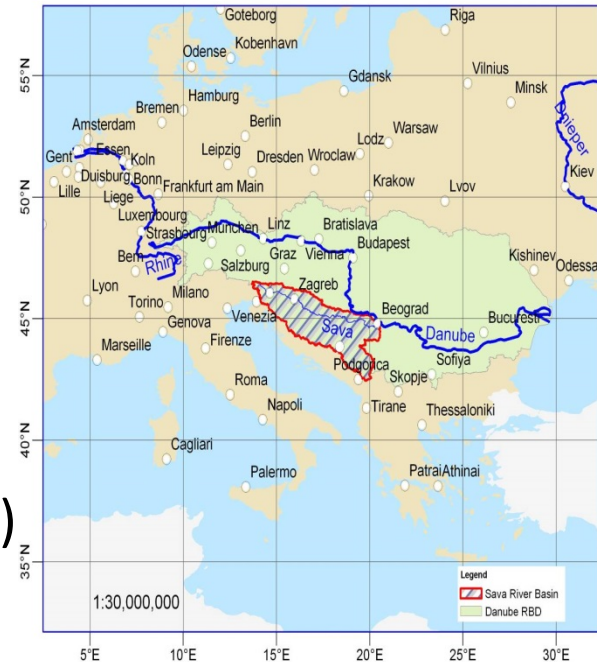 Goteborg
Riga
Odense
Kobenhavn
55°N
Gdansk
Vilnius
Hamburg
Minsk
Bremen
Dnieper
Amsterdam
Berlin
Warsaw
Essen
Leipzig
Lodz
Gent
Koln
Dresden
Wroclaw
Kiev
Duisburg
Bonn
50°N
Lille
Frankfurt am Main
Krakow
Lvov
Liege
Luxembourg
Strasbourg
München
Linz
Bratislava
Vienna
Budapest
Bern
Rhine
Salzburg
Graz
Kishinev
Odessa
Lyon
Milano
Zagreb
Torino
Beograd
45°N
Venezia
Sava
Danube
Bucuresti
Genova
Marseille
Firenze
Podgorica
Sofiya
Skopje
Roma
Tirane
Napoli
Thessaloniki
40°N
Cagliari
Palermo
Patrai
Athinai
)
35°N
Legend
Sava River Basin
Danube RBD
1:30,000,000
5°E
10°E
15°E
20°E
25°E
30°E